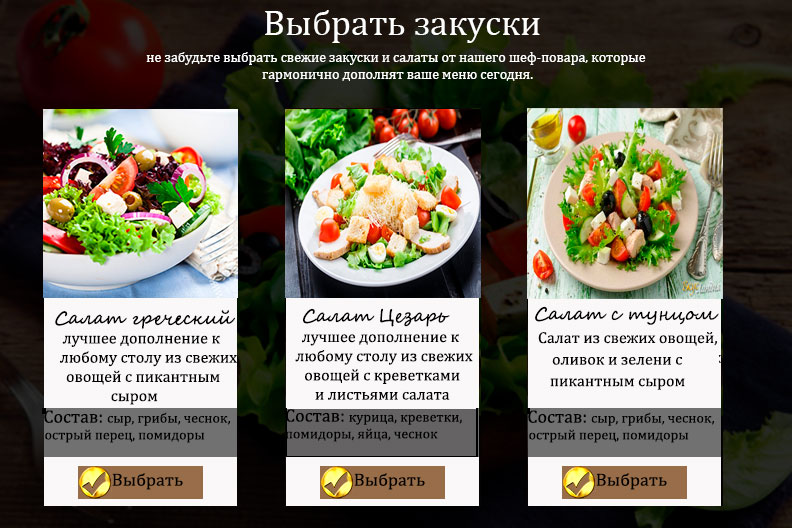 Выбрать закуски
не забудьте выбрать свежие закуски и салаты от нашего шеф-повара, которые
гармонично дополнят ваше меню сегодня.
Салат греческий
лучшее дополнение к
любому столу из свежих
овощей с пикантным
сыром
Состав: сыр, грибы, чеснок,
острый перец, помидоры
Выбрать
Салат Цезарь
лучшее дополнение к
любому столу из свежих
овощей с креветками
и листьями салата
Состав: курица, креветки,
помидоры, яйца, чеснок
Выбрать
Салат с тунцом
Салат из свежих овощей,
оливок и зелени с
пикантным сыром
Состав: сыр, грибы, чеснок,
острый перец, помидоры
Выбрать